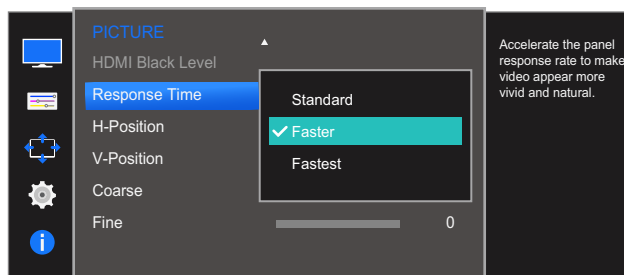 PICTURE
HDMI Black Level
Response Time
H-Position
V-Position
Coarse
Fine
0
Standard
Faster
Fastest
Accelerate the panel
response rate to make
video appear more
vivid and natural.